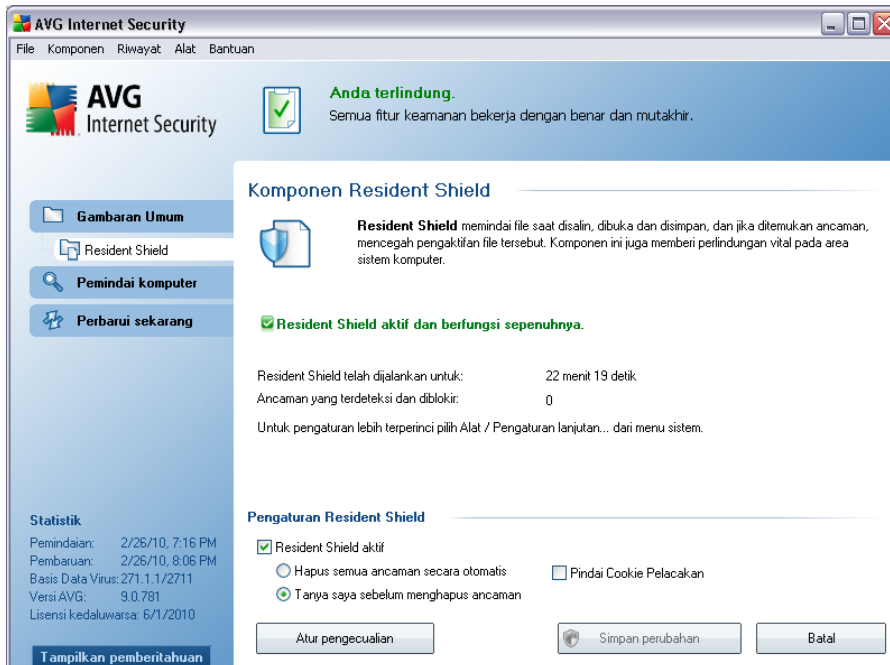 AVG Internet Security
File Komponen Riwayat Alat Bantuan
AVG
Internet Security
Anda terlindung.
Semua fitur keamanan bekerja dengan benar dan mutakhir.
Gambaran Umum
Resident Shield
Pemindai komputer
Perbarui sekarang
Komponen Resident Shield
Resident Shield memindai file saat disalin, dibuka dan disimpan, dan jika ditemukan ancaman,
mencegah pengaktifan file tersebut. Komponen ini juga memberi perlindungan vital pada area
sistem komputer.
Resident Shield aktif dan berfungsi sepenuhnya.
Resident Shield telah dijalankan untuk: 22 menit 19 detik
Ancaman yang terdeteksi dan diblokir: 0
Untuk pengaturan lebih terperinci pilih Alat / Pengaturan lanjutan... dari menu sistem.
Pengaturan Resident Shield
Resident Shield aktif
Hapus semua ancaman secara otomatis
Tanya saya sebelum menghapus ancaman
Pindai Cookie Pelacakan
Atur pengecualian
Simpan perubahan
Batal
Statistik
Pemindaian: 2/26/10, 7:16 PM
Pembaruan: 2/26/10, 8:06 PM
Basis Data Virus: 271.1.1/2711
Versi AVG: 9.0.781
Lisensi kedaluwarsa: 6/1/2010
Tampilkan pemberitahuan